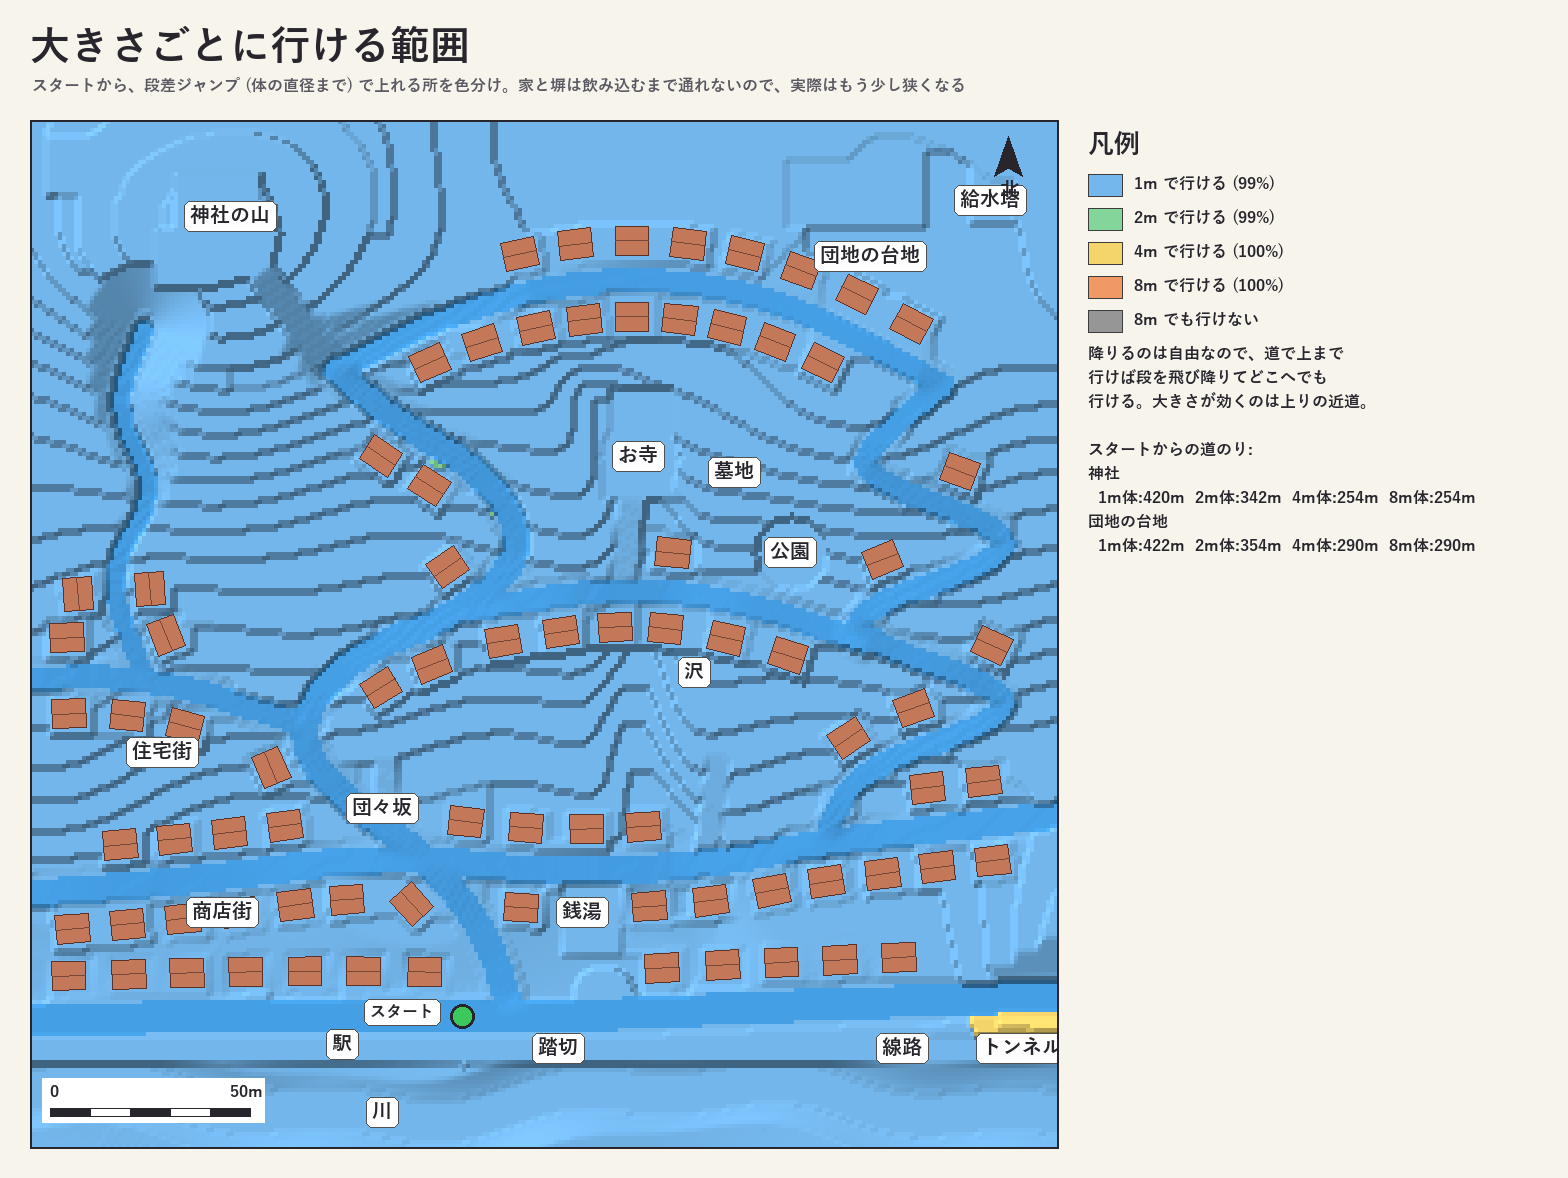 大きさごとに行ける範囲
スタートから、段差ジャンプ (体の直径まで) で上れる所を色分け。家と塀は飲み込むまで通れないので、実際はもう少し狭くなる
北
給水塔
神社の山
団地の台地
お寺
墓地
公園
沢
住宅街
団々坂
商店街
銭湯
スタート
駅
踏切
線路
トンネル
0
50m
川
凡例
1m で行ける (99%)
2m で行ける (99%)
4m で行ける (100%)
8m で行ける (100%)
8m でも行けない
降りるのは自由なので、道で上まで
行けば段を飛び降りてどこへでも
行ける。大きさが効くのは上りの近道。
スタートからの道のり:
神社
1m体:420m 2m体:342m 4m体:254m 8m体:254m
団地の台地
1m体:422m 2m体:354m 4m体:290m 8m体:290m